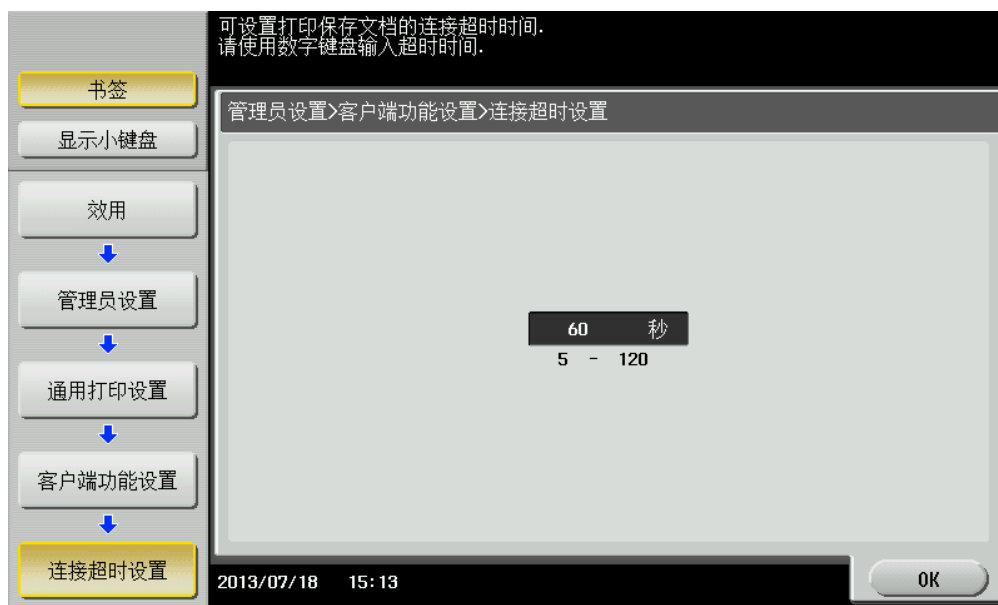 可设置打印保存文档的连接超时时间.
请使用数字键盘输入超时时间.
书签
显示小键盘
效用
管理员设置
通用打印设置
客户端功能设置
连接超时设置
管理员设置>客户端功能设置>连接超时设置
60 秒
5 - 120
2013/07/18 15:13
OK